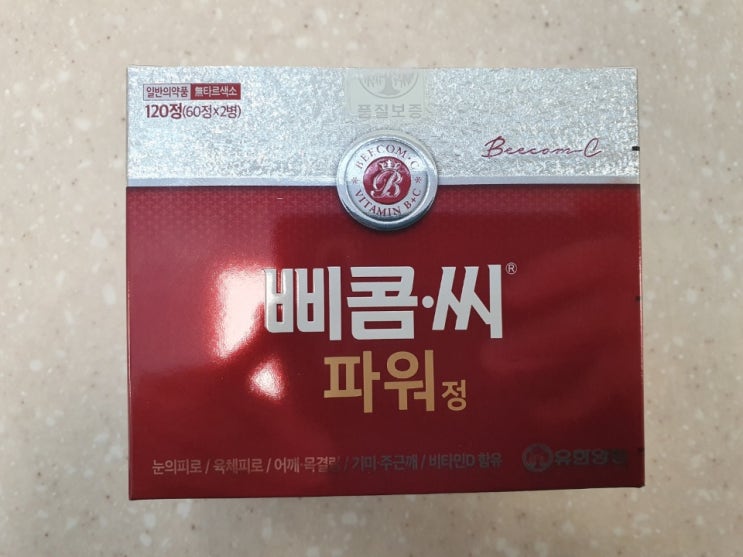 일반의약품 無타르색소
120정(60정×2병)
품질보증
Beecom-C
BEECOM·C
B
VITAMIN B+C
삐콤·씨®
파워정
눈의피로/육체피로/어깨·목결림/기미·주근깨/비타민D 함유
유한양행